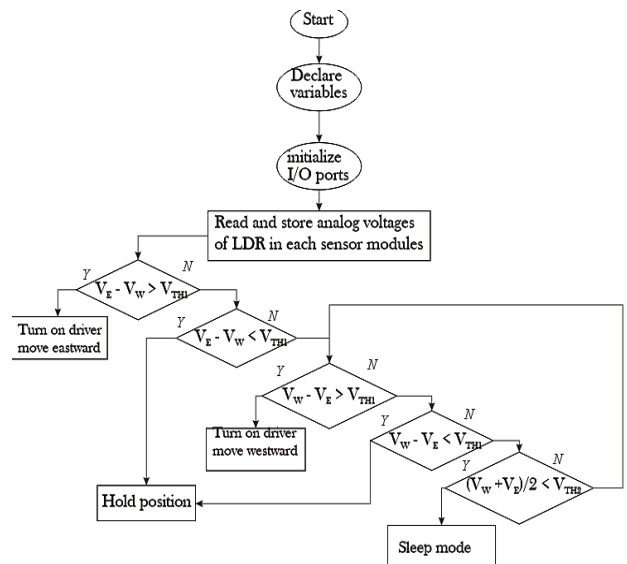 Start
Declare
variables
initialize
I/O ports
Read and store analog voltages
of LDR in each sensor modules
Y
N
V_E - V_W > V_TH1
Turn on driver
move eastward
Y
N
V_E - V_W < V_TH1
Y
N
V_W - V_E > V_TH1
Turn on driver
move westward
Y
N
V_W - V_E < V_TH1
Y
N
(V_W +V_E)/2 < V_TH2
Hold position
Sleep mode